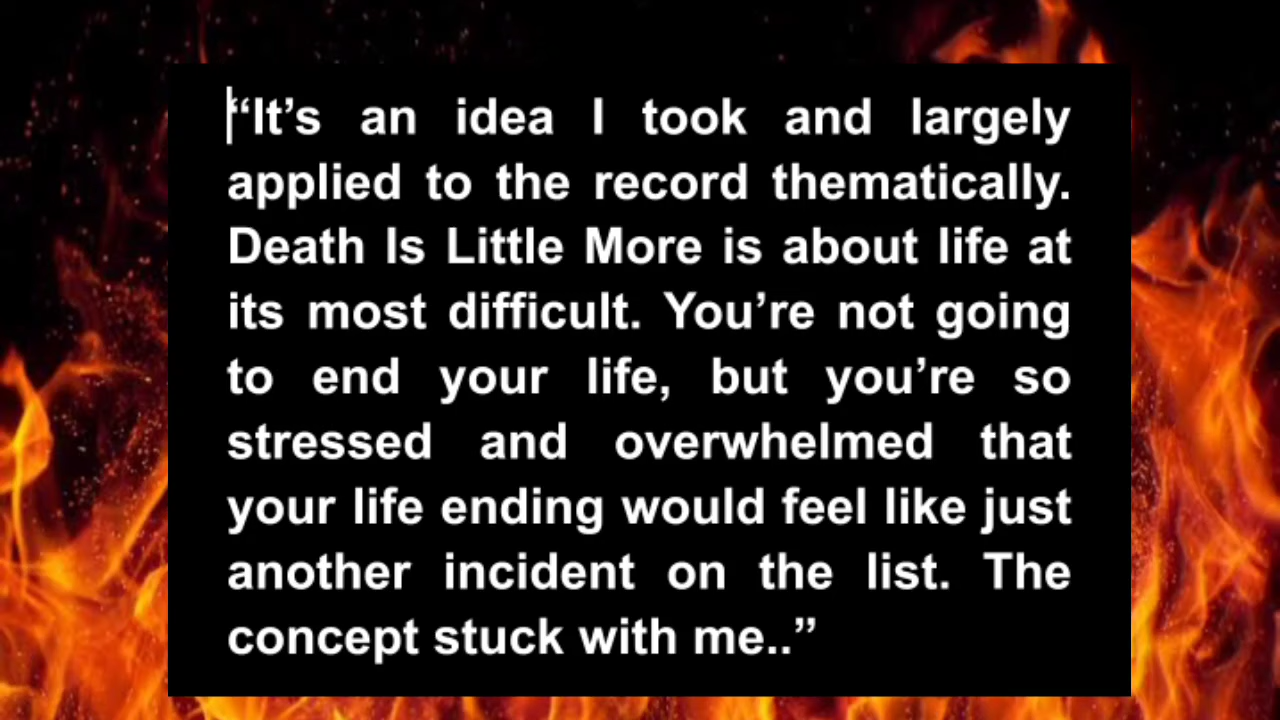 “It’s an idea I took and largely
applied to the record thematically.
Death Is Little More is about life at
its most difficult. You’re not going
to end your life, but you’re so
stressed and overwhelmed that
your life ending would feel like just
another incident on the list. The
concept stuck with me..”